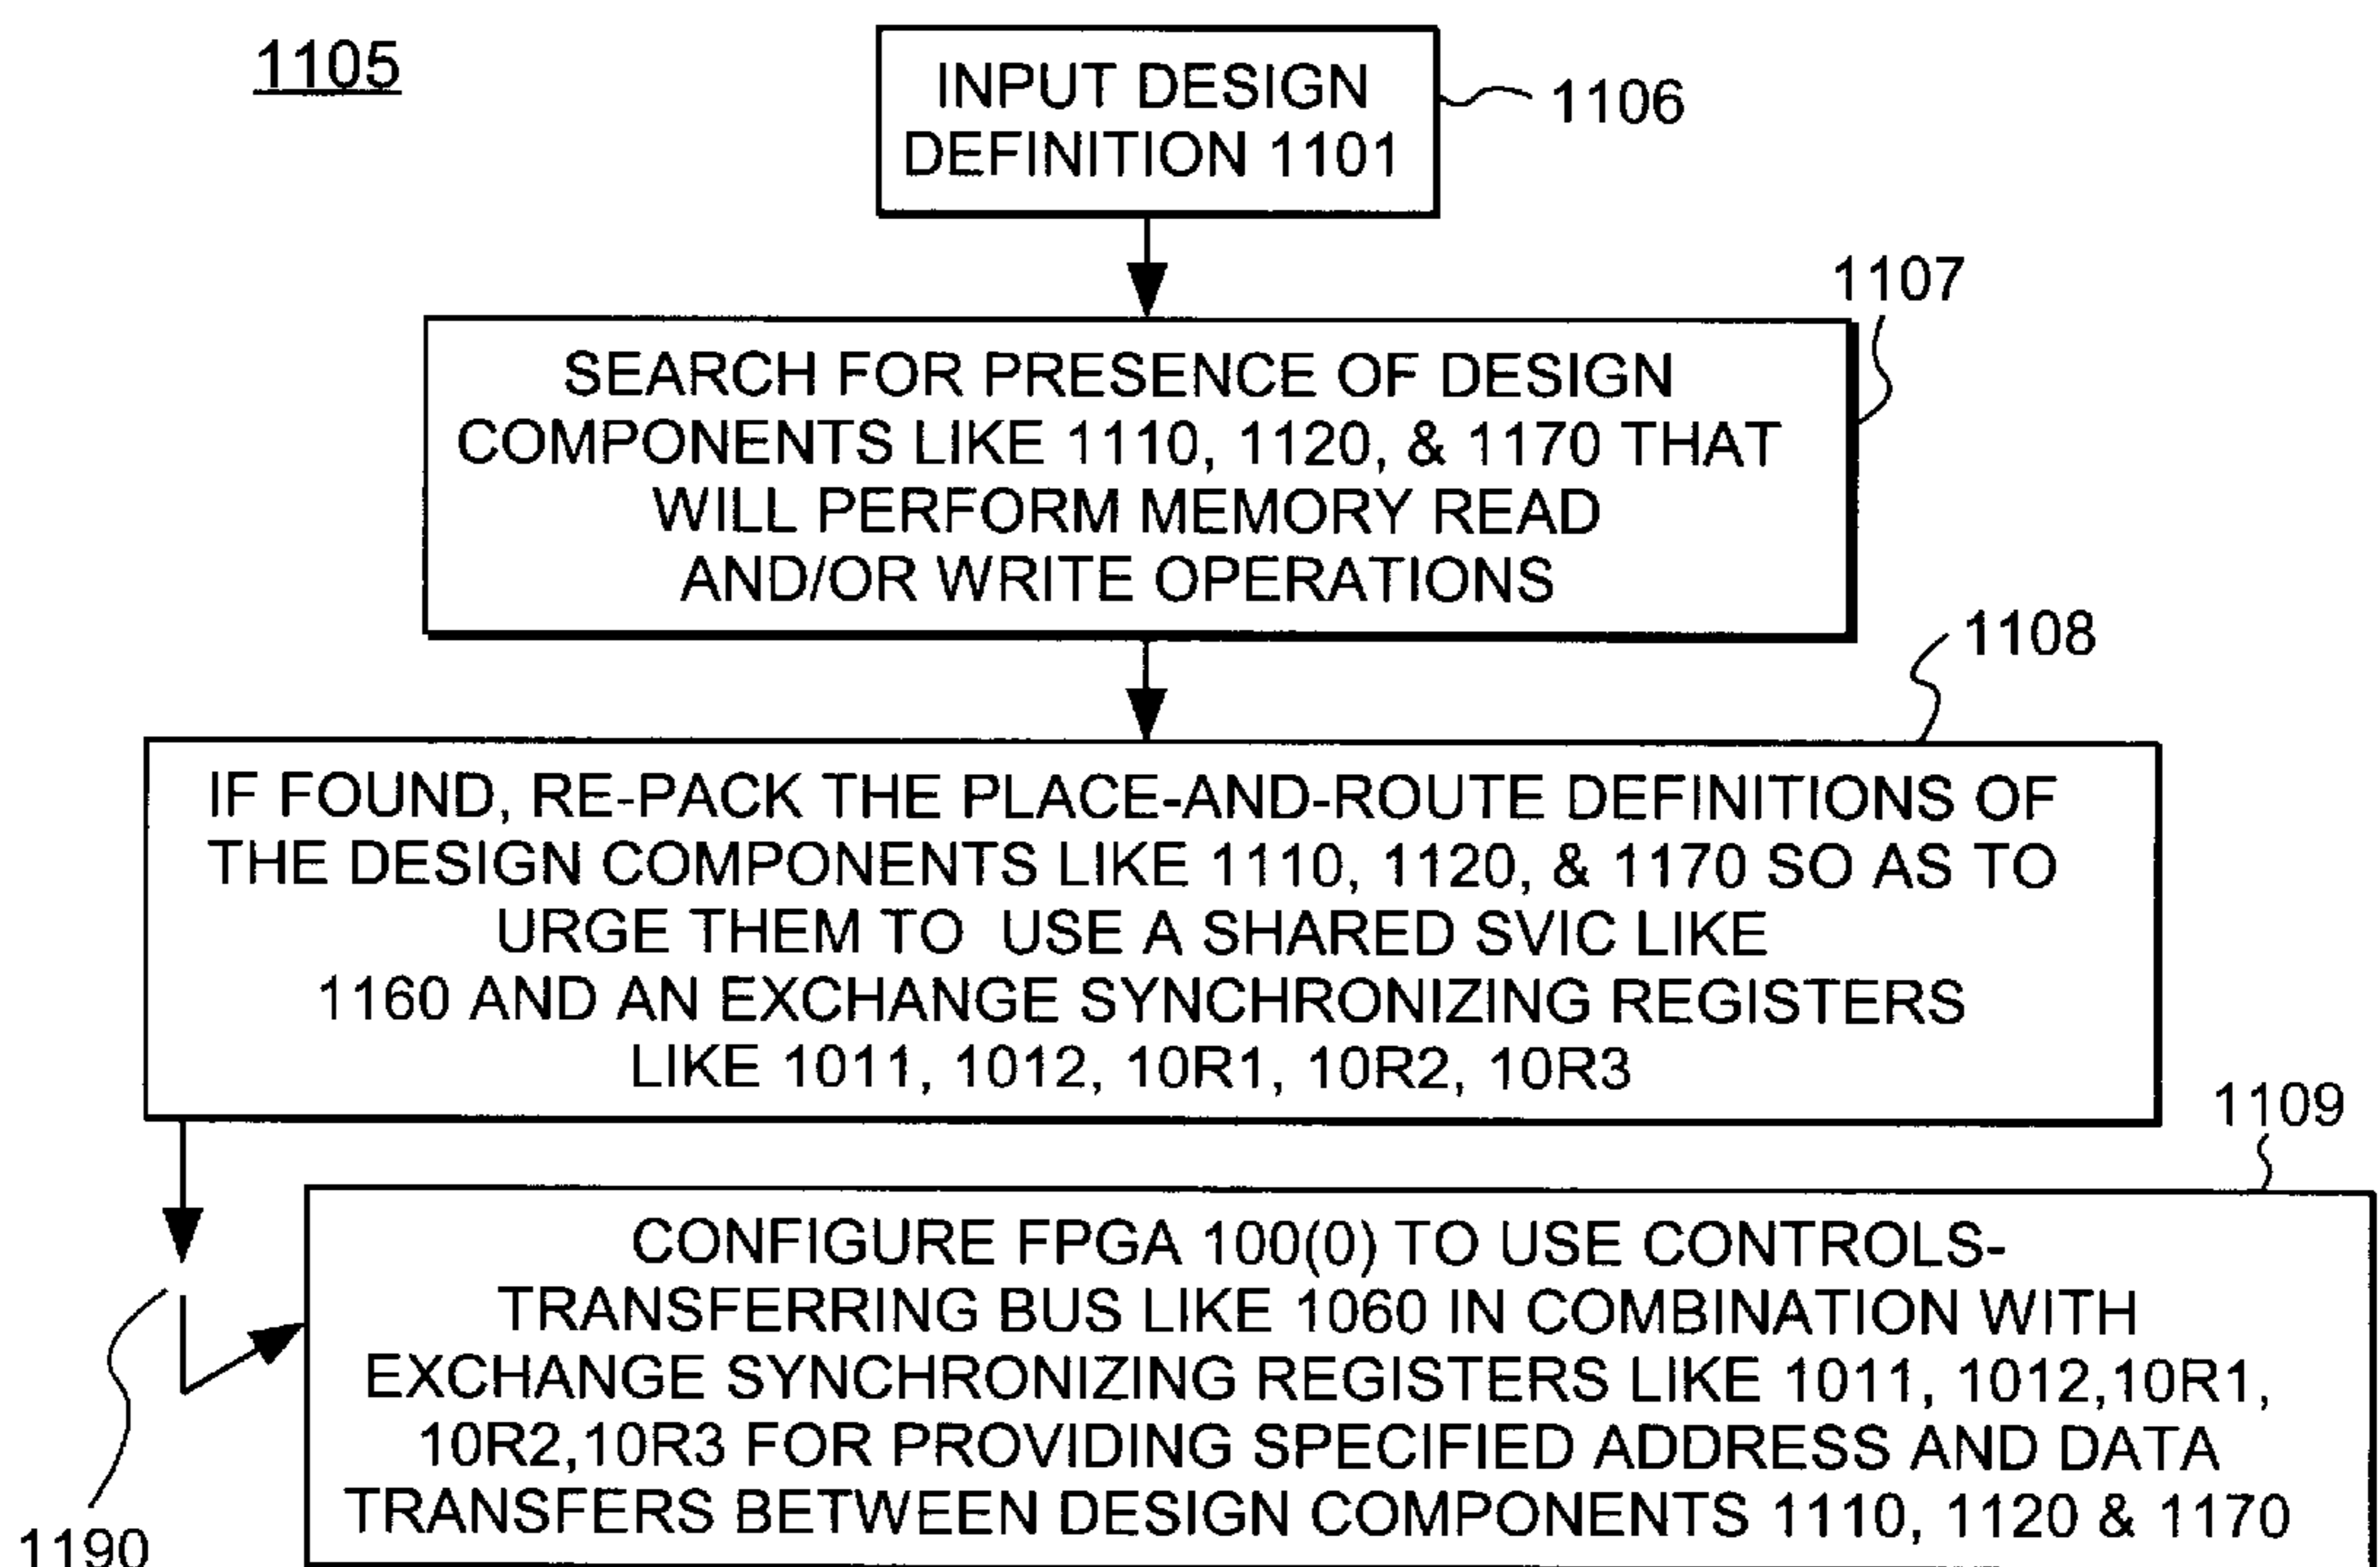 1105
INPUT DESIGN
DEFINITION 1101
1106
1107
SEARCH FOR PRESENCE OF DESIGN
COMPONENTS LIKE 1110, 1120, & 1170 THAT
WILL PERFORM MEMORY READ
AND/OR WRITE OPERATIONS
1108
IF FOUND, RE-PACK THE PLACE-AND-ROUTE DEFINITIONS OF
THE DESIGN COMPONENTS LIKE 1110, 1120, & 1170 SO AS TO
URGE THEM TO USE A SHARED SVIC LIKE
1160 AND AN EXCHANGE SYNCHRONIZING REGISTERS
LIKE 1011, 1012, 10R1, 10R2, 10R3
1109
CONFIGURE FPGA 100(0) TO USE CONTROLS-
TRANSFERRING BUS LIKE 1060 IN COMBINATION WITH
EXCHANGE SYNCHRONIZING REGISTERS LIKE 1011, 1012,10R1,
10R2,10R3 FOR PROVIDING SPECIFIED ADDRESS AND DATA
TRANSFERS BETWEEN DESIGN COMPONENTS 1110, 1120 & 1170
1190